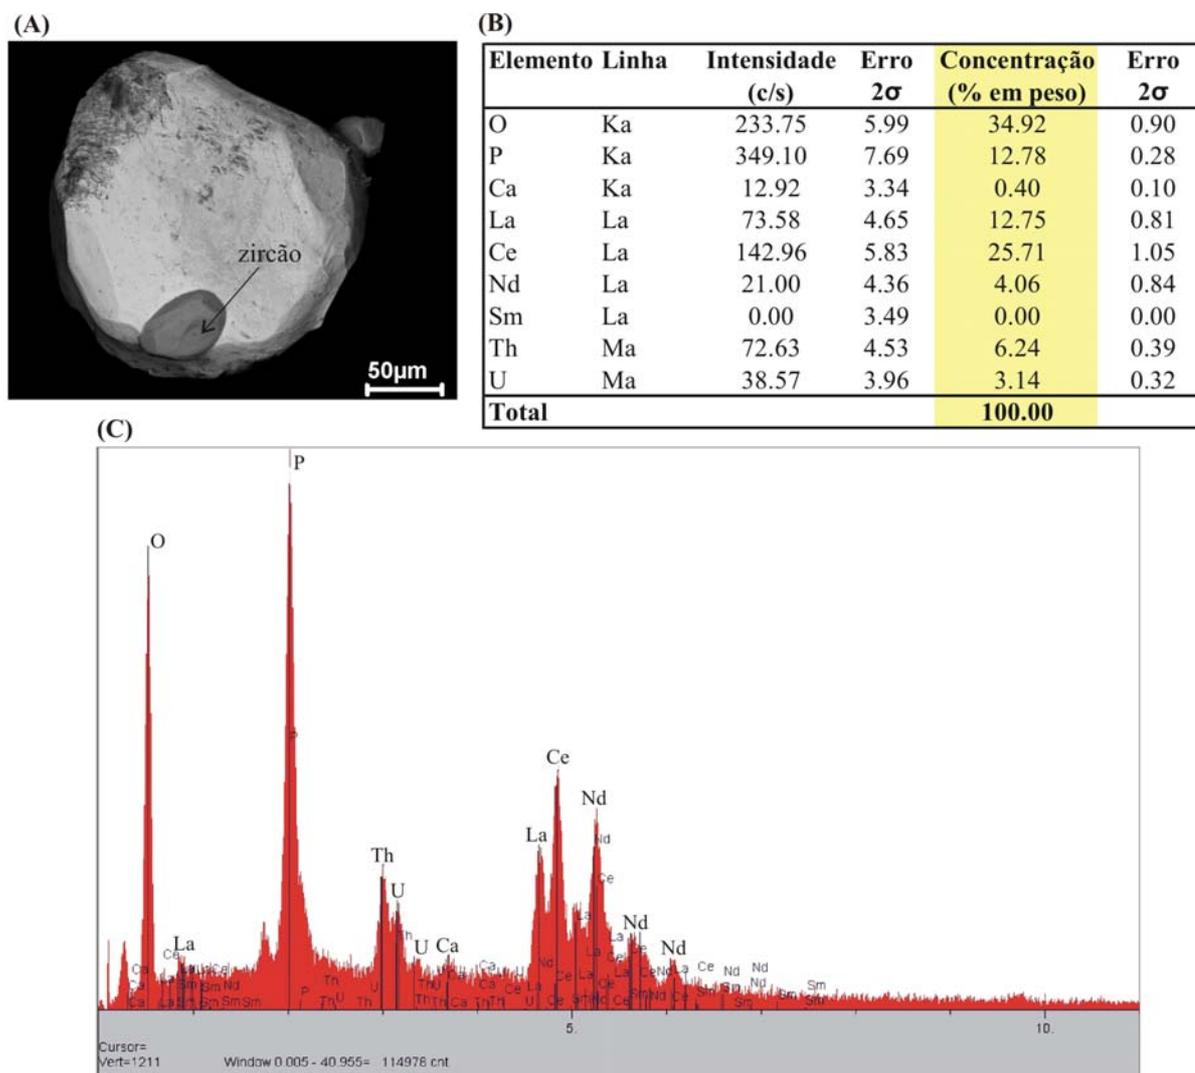 (A)
zircão
50µm
(B)
Elemento Linha Intensidade Erro Concentração Erro
(c/s) 2σ (% em peso) 2σ
O Ka 233.75 5.99 34.92 0.90
P Ka 349.10 7.69 12.78 0.28
Ca Ka 12.92 3.34 0.40 0.10
La La 73.58 4.65 12.75 0.81
Ce La 142.96 5.83 25.71 1.05
Nd La 21.00 4.36 4.06 0.84
Sm La 0.00 3.49 0.00 0.00
Th Ma 72.63 4.53 6.24 0.39
U Ma 38.57 3.96 3.14 0.32
Total 100.00
(C)
P
O
Ce
Nd
La
Th
U
Nd
La
U
Ca
Nd
5. 10.
Cursor=
Vert=1211 Window 0.005 - 40.955= 114978 cnt